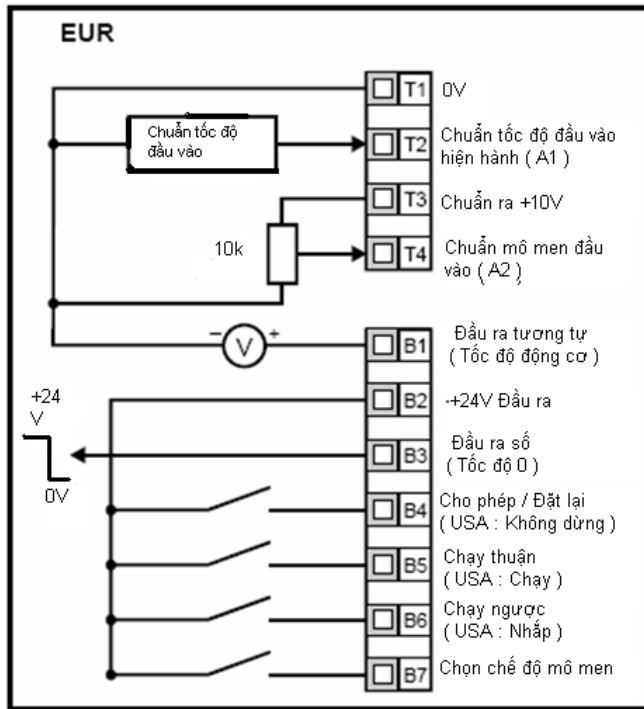 EUR
T1 0V
Chuẩn tốc độ
đầu vào
T2 Chuẩn tốc độ đầu vào
hiện hành ( A1 )
T3 Chuẩn ra +10V
10k
T4 Chuẩn mô men đầu
vào ( A2 )
− V +
B1 Đầu ra tương tự
( Tốc độ động cơ )
+24
V
0V
B2 -+24V Đầu ra
B3 Đầu ra số
( Tốc độ 0 )
B4 Cho phép / Đặt lại
( USA : Không dừng )
B5 Chạy thuận
( USA : Chạy )
B6 Chạy ngược
( USA : Nhắp )
B7 Chọn chế độ mô men